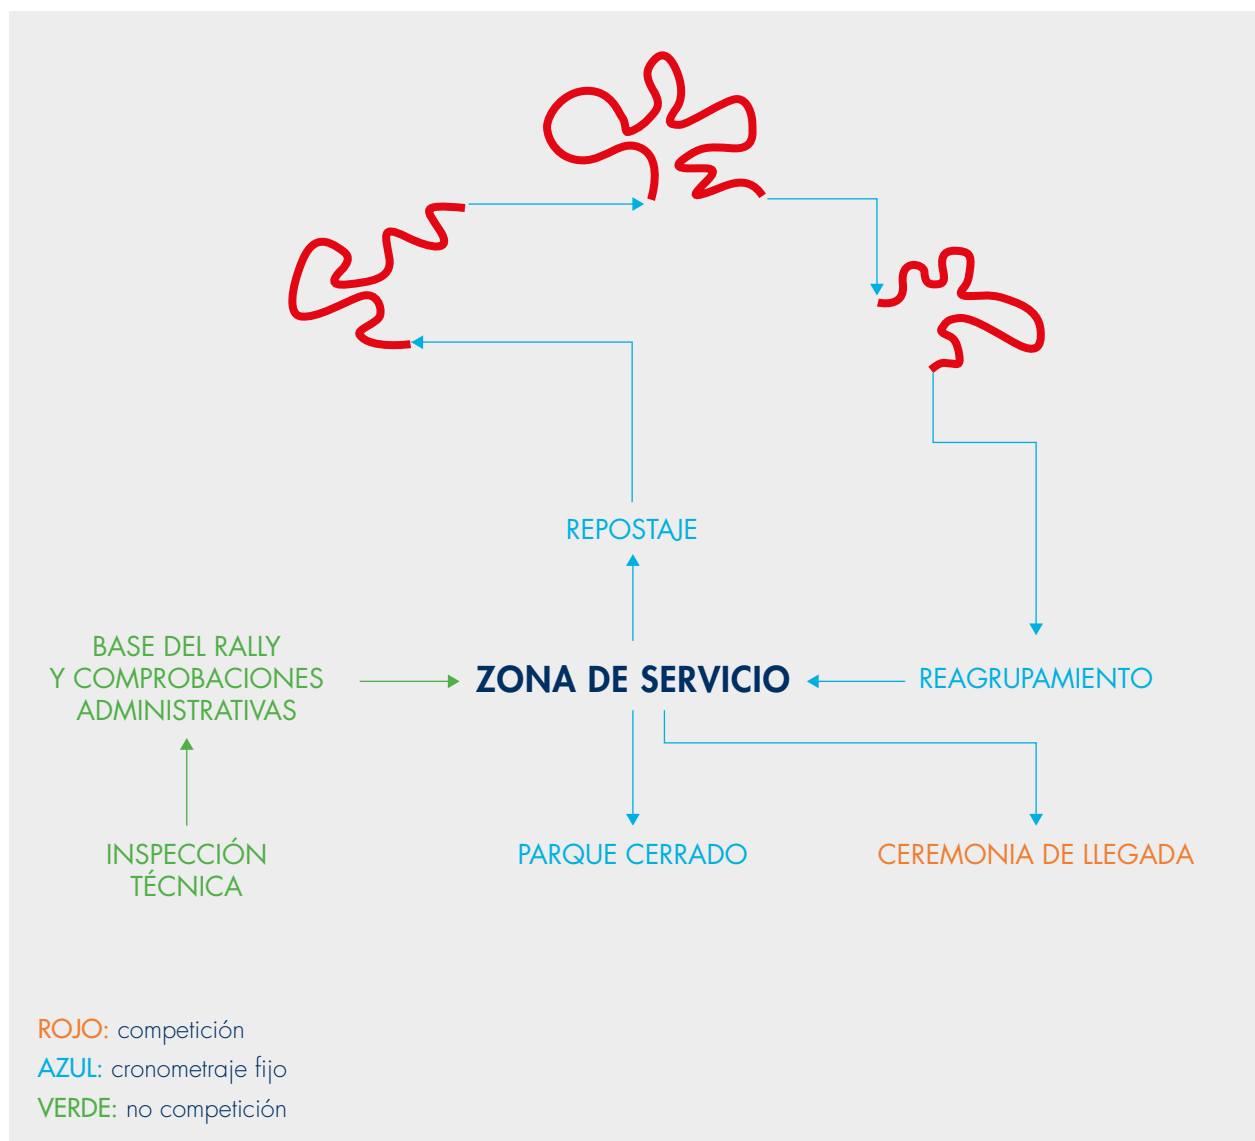 REPOSTAJE
BASE DEL RALLY
Y COMPROBACIONES
ADMINISTRATIVAS
ZONA DE SERVICIO
REAGRUPAMIENTO
INSPECCIÓN
TÉCNICA
PARQUE CERRADO
CEREMONIA DE LLEGADA
ROJO: competición
AZUL: cronometraje fijo
VERDE: no competición